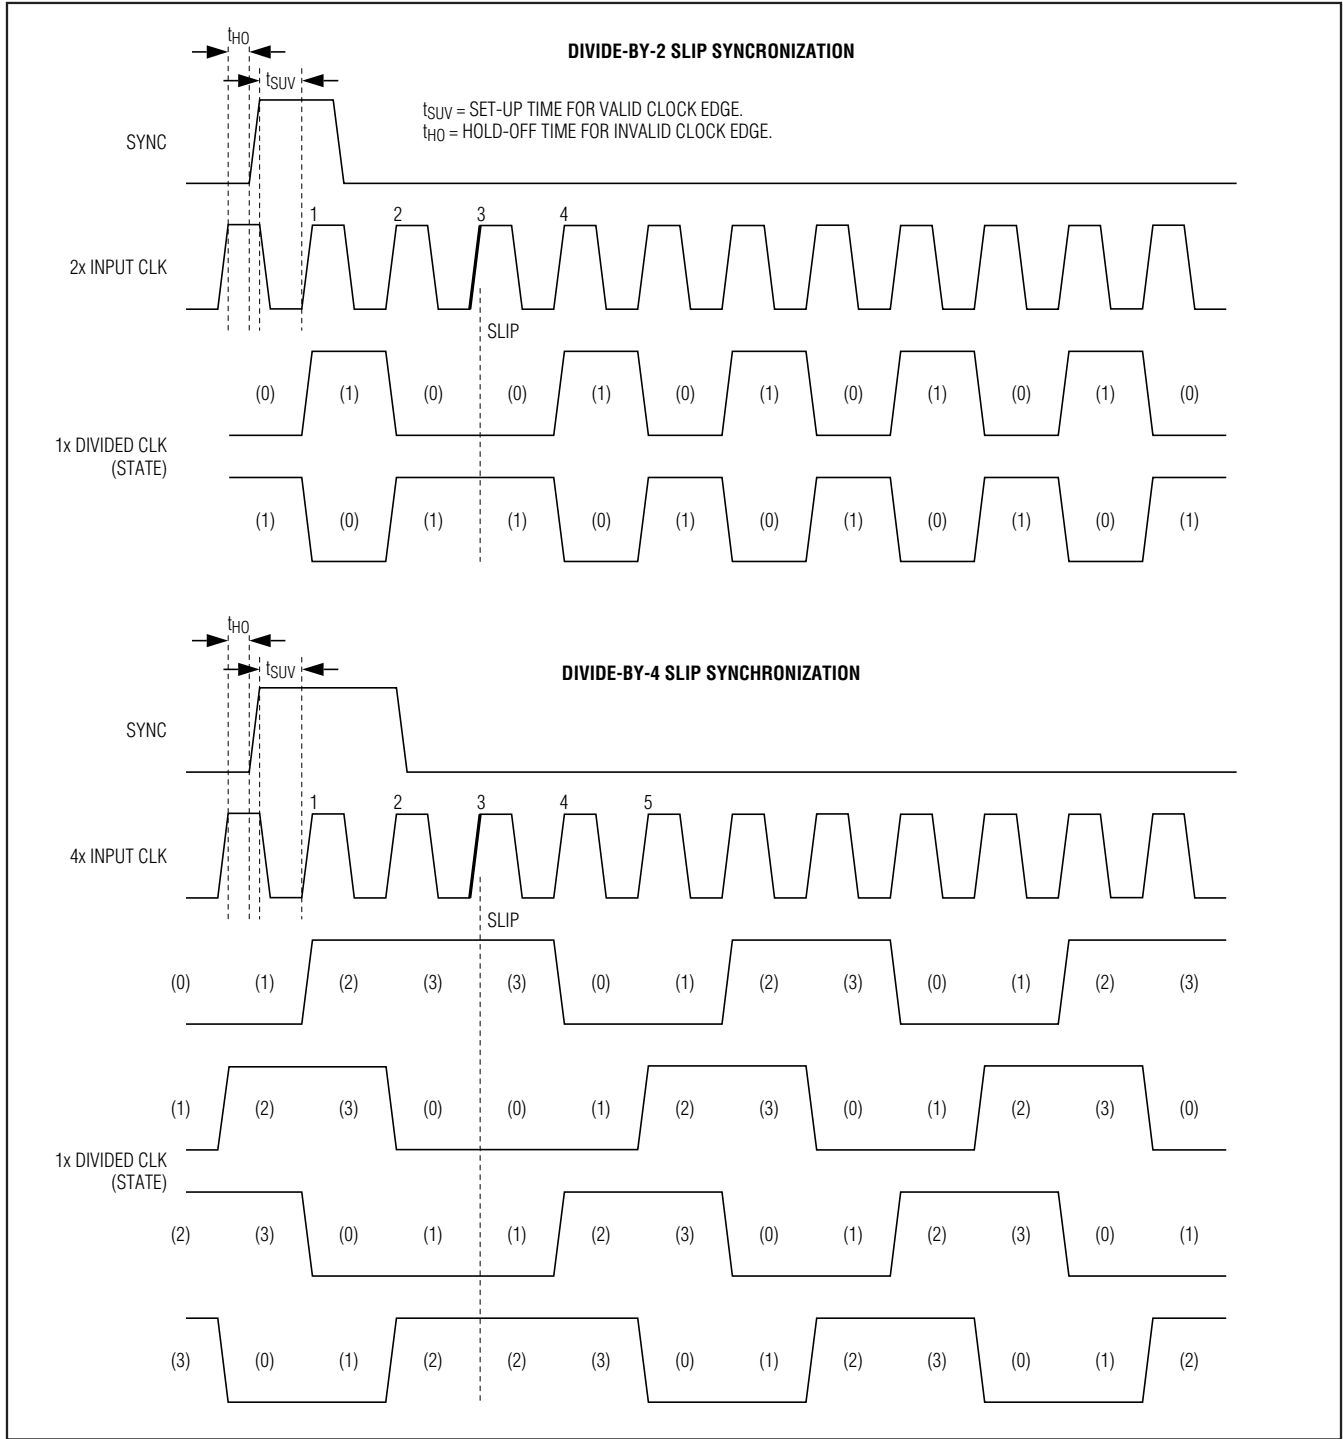 tHO
DIVIDE-BY-2 SLIP SYNCRONIZATION
tSUV
tSUV = SET-UP TIME FOR VALID CLOCK EDGE.
tHO = HOLD-OFF TIME FOR INVALID CLOCK EDGE.
SYNC
1 2 3 4
2x INPUT CLK
SLIP
(0) (1) (0) (0) (1) (0) (1) (0) (1) (0) (1) (0)
1x DIVIDED CLK
(STATE)
(1) (0) (1) (1) (0) (1) (0) (1) (0) (1) (0) (1)
tHO
tSUV
DIVIDE-BY-4 SLIP SYNCHRONIZATION
SYNC
1 2 3 4 5
4x INPUT CLK
SLIP
(0) (1) (2) (3) (3) (0) (1) (2) (3) (0) (1) (2) (3)
(1) (2) (3) (0) (0) (1) (2) (3) (0) (1) (2) (3) (0)
1x DIVIDED CLK
(STATE)
(2) (3) (0) (1) (1) (2) (3) (0) (1) (2) (3) (0) (1)
(3) (0) (1) (2) (2) (3) (0) (1) (2) (3) (0) (1) (2)